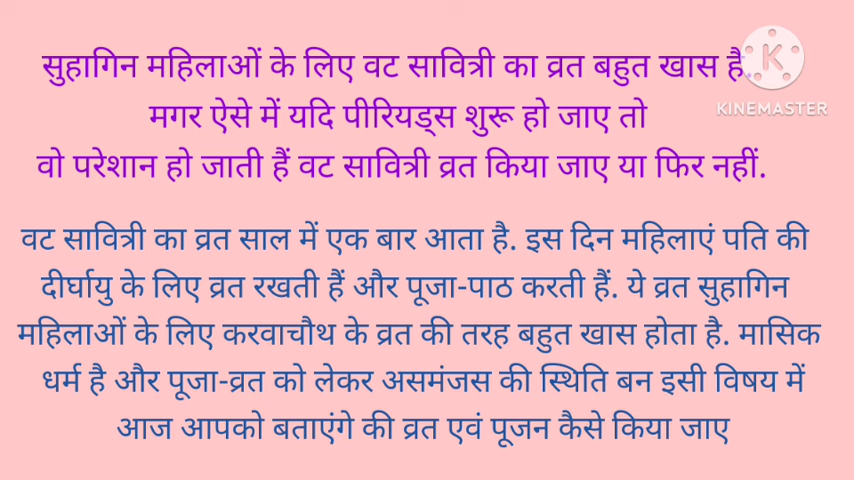 सुहागिन महिलाओं के लिए वट सावित्री का व्रत बहुत खास है.
KINEMASTER
मगर ऐसे में यदि पीरियड्स शुरू हो जाए तो
वो परेशान हो जाती हैं वट सावित्री व्रत किया जाए या फिर नहीं.
वट सावित्री का व्रत साल में एक बार आता है. इस दिन महिलाएं पति की
दीर्घायु के लिए व्रत रखती हैं और पूजा-पाठ करती हैं. ये व्रत सुहागिन
महिलाओं के लिए करवाचौथ के व्रत की तरह बहुत खास होता है. मासिक
धर्म है और पूजा-व्रत को लेकर असमंजस की स्थिति बन इसी विषय में
आज आपको बताएंगे की व्रत एवं पूजन कैसे किया जाए